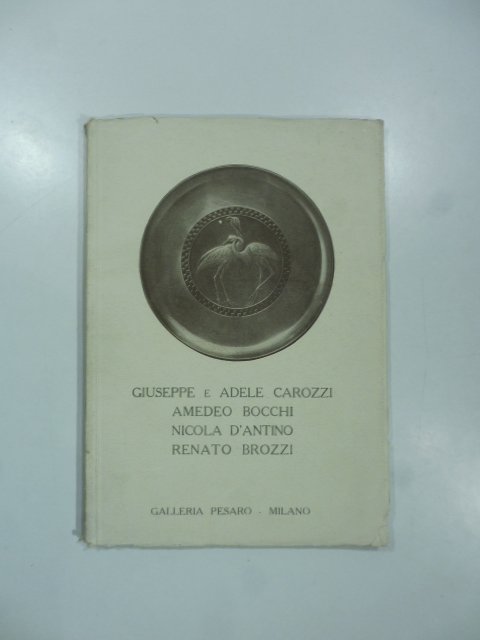 GIUSEPPE E ADELE CAROZZI
AMEDEO BOCCHI
NICOLA D'ANTINO
RENATO BROZZI
GALLERIA PESARO - MILANO